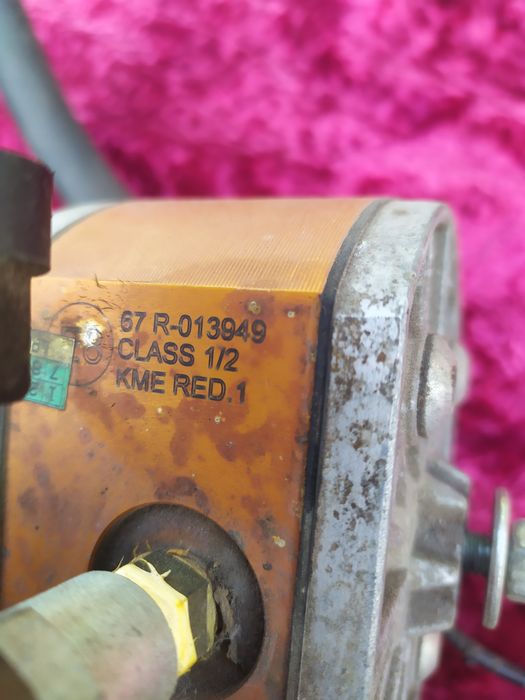 67 R-013949
CLASS 1/2
KME RED.1